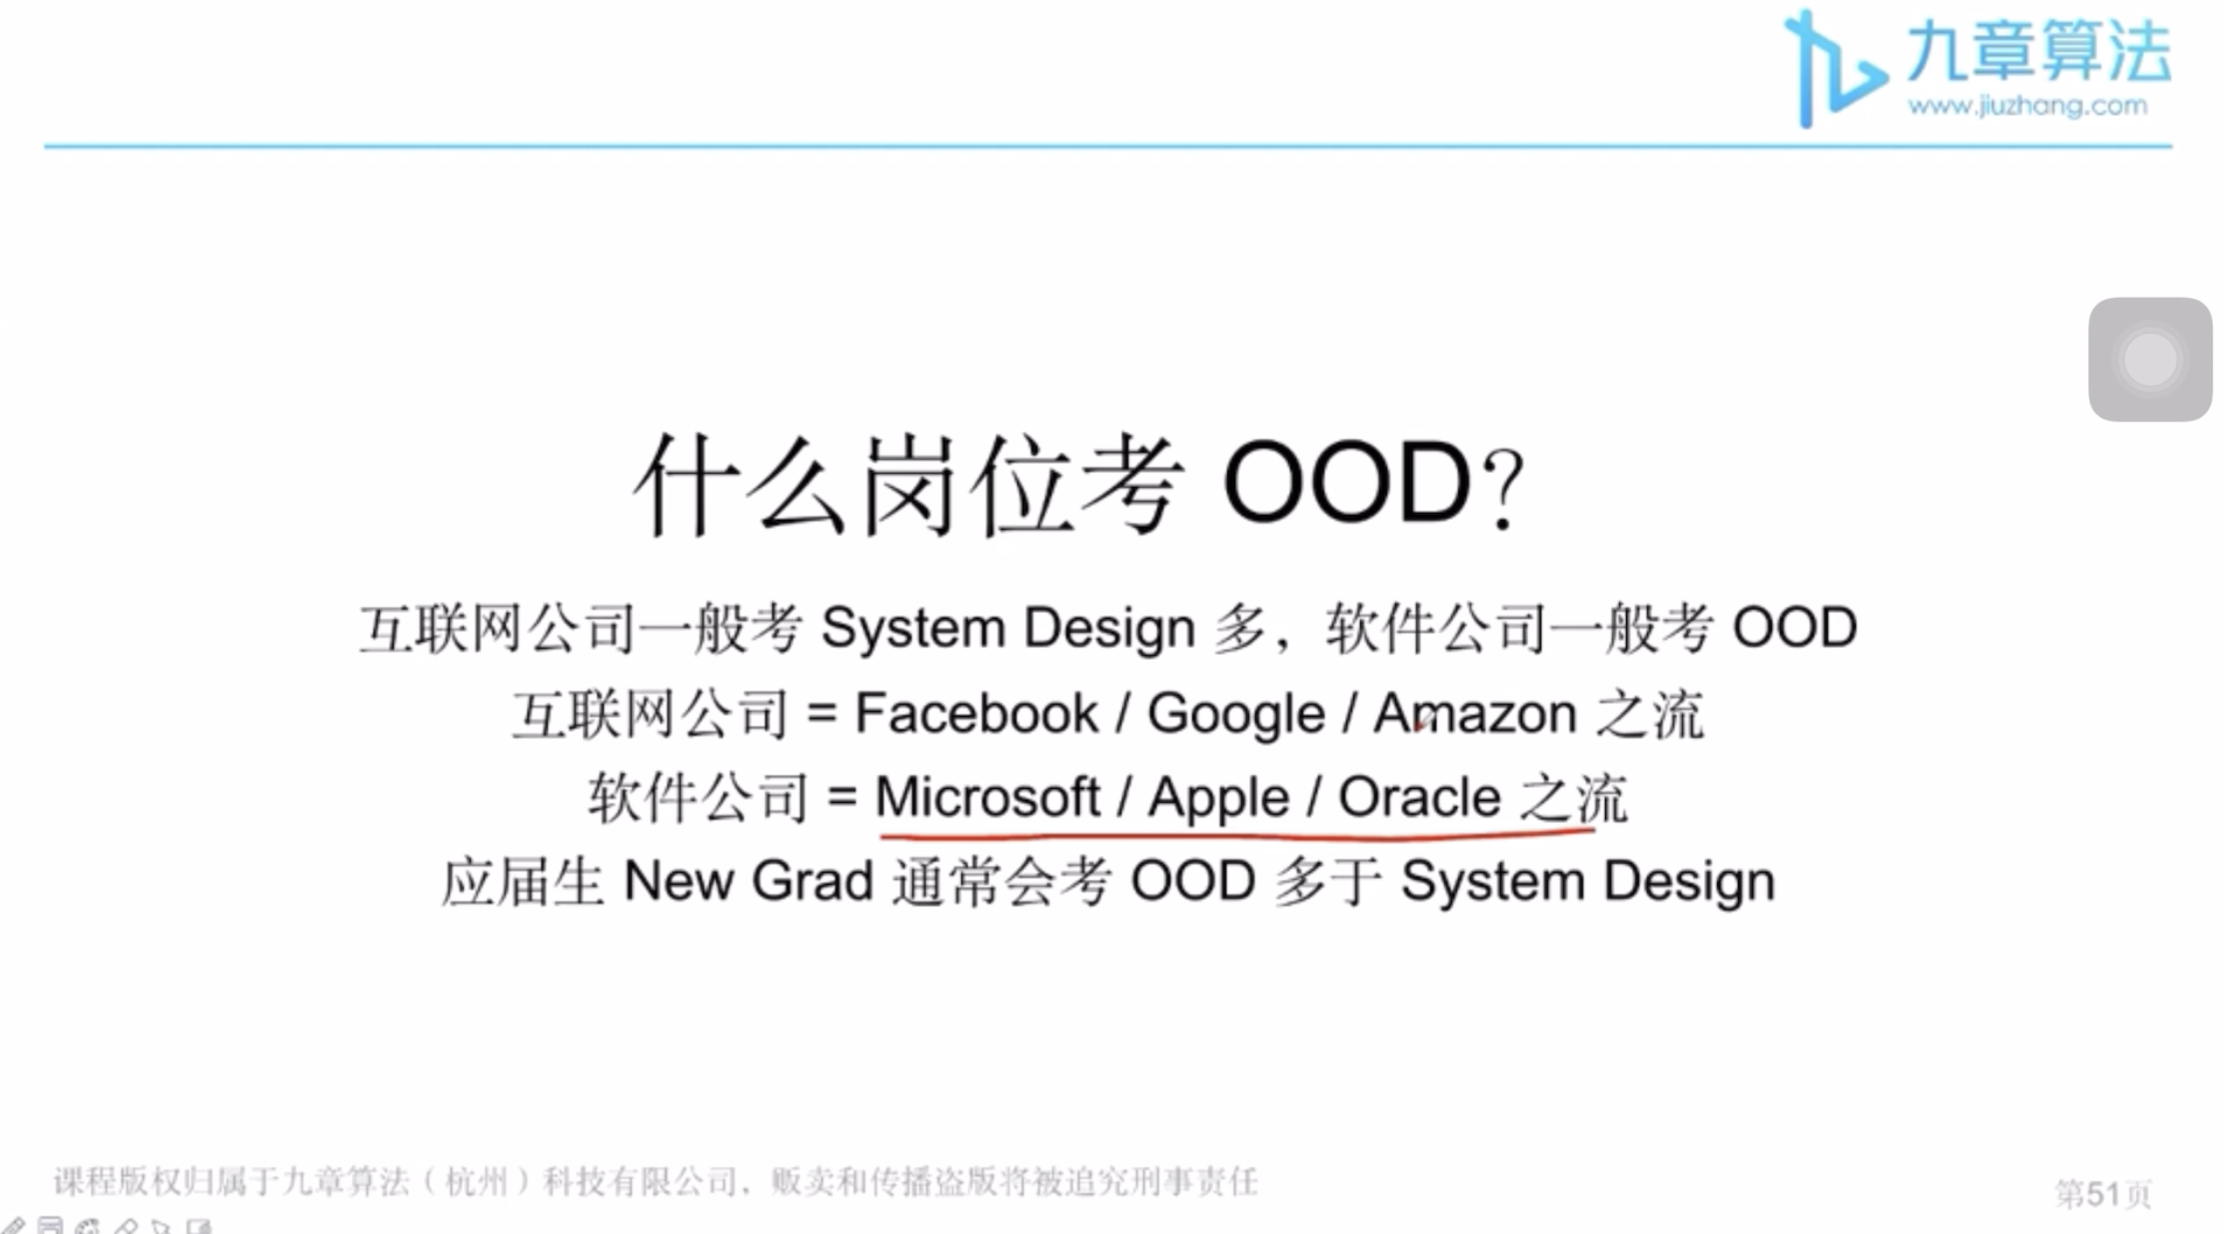 九章算法
www.jiuzhang.com
什么岗位考 OOD？
互联网公司一般考 System Design 多，软件公司一般考 OOD
互联网公司 = Facebook / Google / Amazon 之流
软件公司 = Microsoft / Apple / Oracle 之流
应届生 New Grad 通常会考 OOD 多于 System Design
课程版权归属于九章算法（杭州）科技有限公司，贩卖和传播盗版将被追究刑事责任
第51页